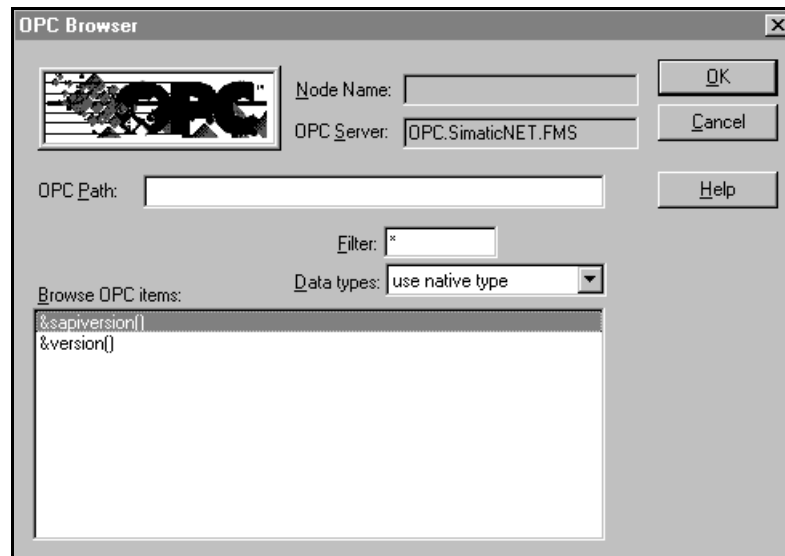 OPC Browser
OPC
Node Name:
OPC Server: OPC.SimaticNET.FMS
OK
Cancel
OPC Path:
Help
Filter: *
Data types: use native type
Browse OPC items:
&sapiversion()
&version()